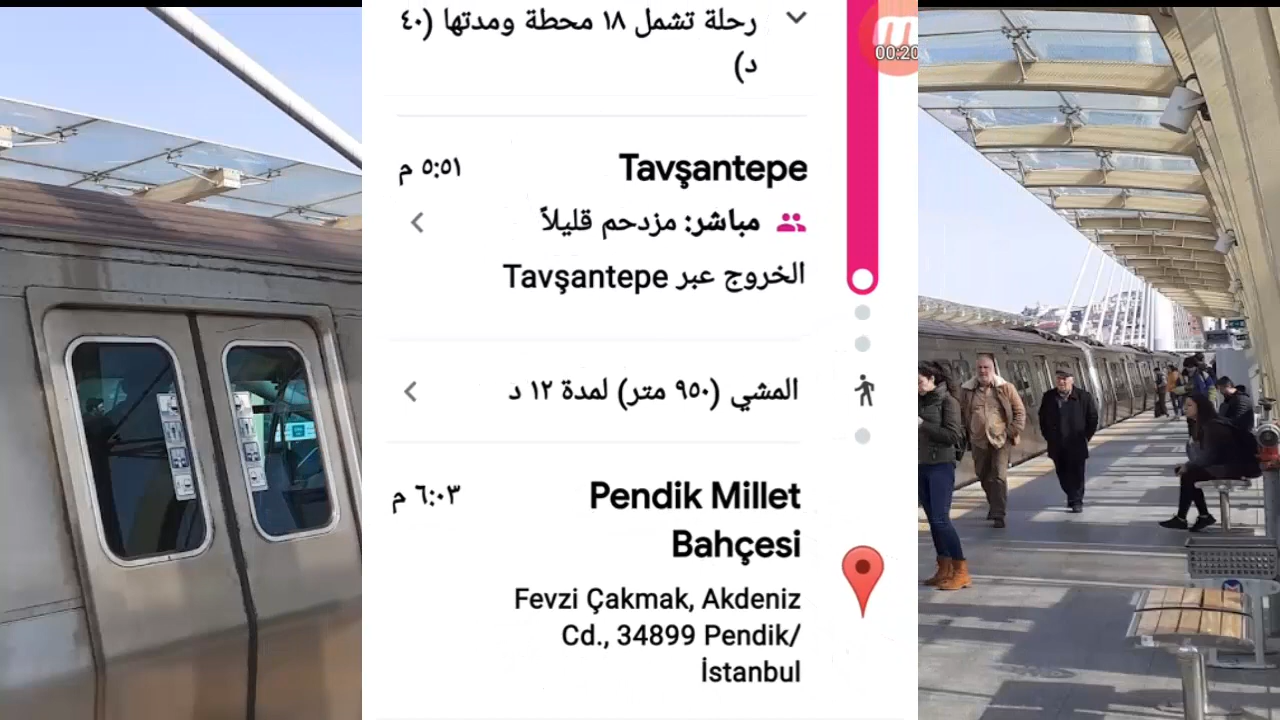 رحلة تشمل ١٨ محطة ومدتها (٤٠
د)
00:20
Tavşantepe
٥:٥١ م
مباشر: مزدحم قليلاً
الخروج عبر Tavşantepe
المشي (٩٥٠ متر) لمدة ١٢ د
Pendik Millet
Bahçesi
٦:٠٣ م
Fevzi Çakmak, Akdeniz
Cd., 34899 Pendik/
İstanbul